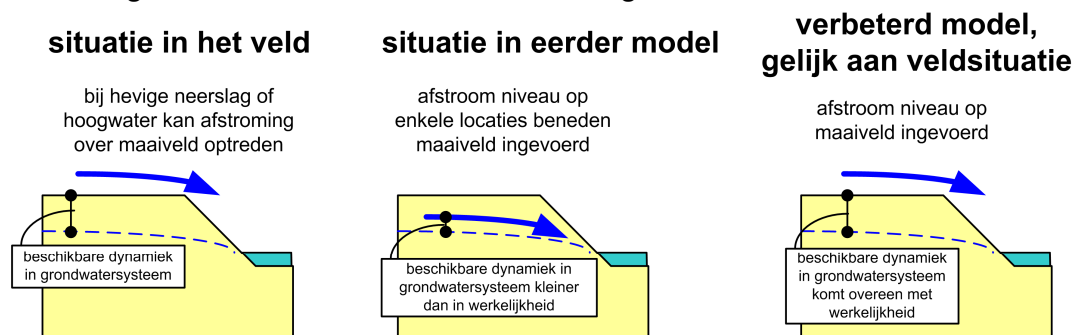 situatie in het veld
bij hevige neerslag of
hoogwater kan afstroming
over maaiveld optreden
beschikbare dynamiek
in grondwatersysteem
situatie in eerder model
afstroom niveau op
enkele locaties beneden
maaiveld ingevoerd
beschikbare dynamiek in
grondwatersysteem kleiner
dan in werkelijkheid
verbeterd model,
gelijk aan veldsituatie
afstroom niveau op
maaiveld ingevoerd
beschikbare dynamiek
in grondwatersysteem
komt overeen met
werkelijkheid